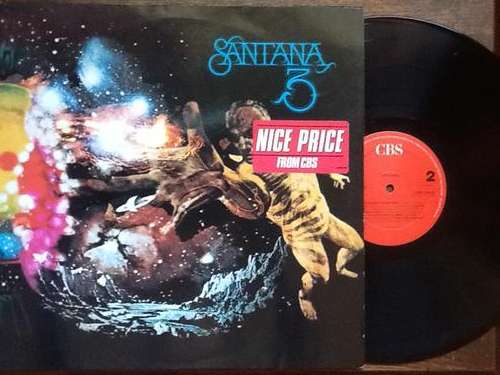 SANTANA
3
NICE PRICE
FROM CBS
CBS
2